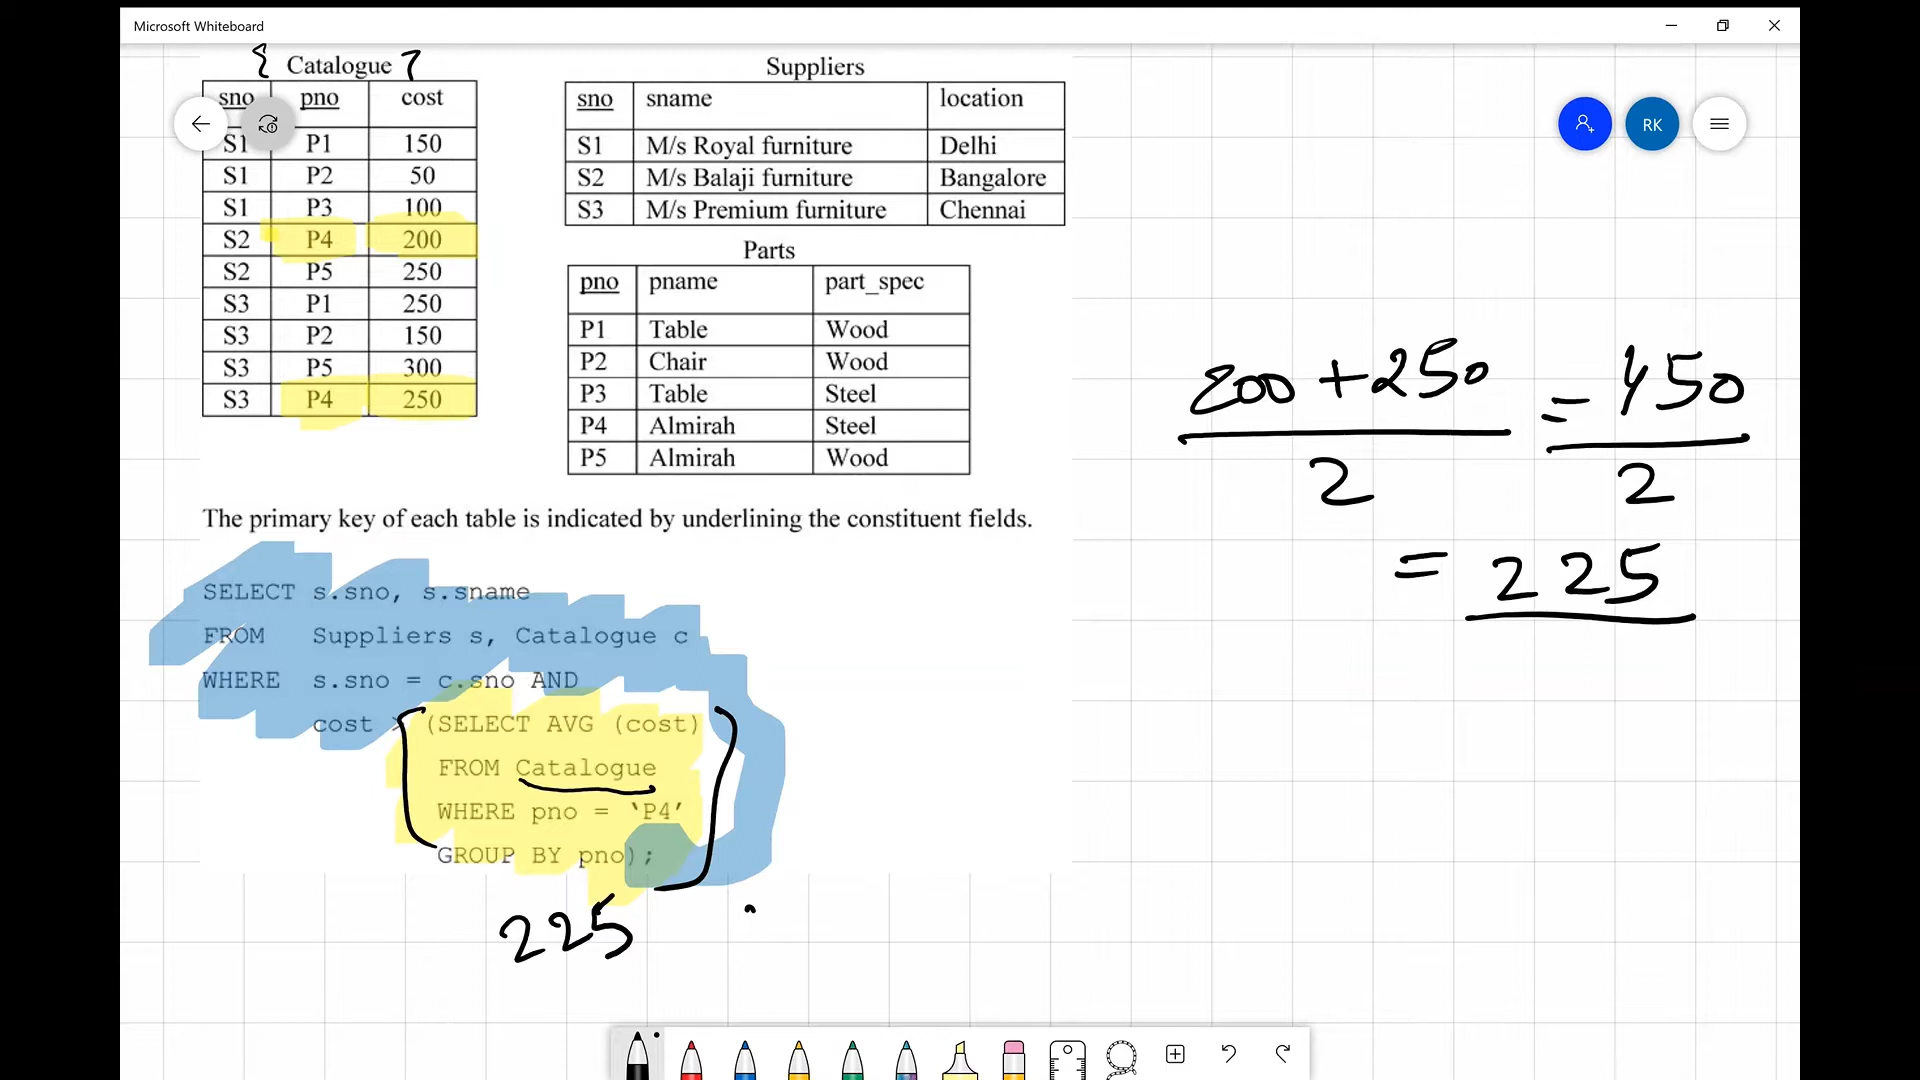 Microsoft Whiteboard
{ Catalogue }
sno pno cost
S1 P1 150
S1 P2 50
S1 P3 100
S2 P4 200
S2 P5 250
S3 P1 250
S3 P2 150
S3 P5 300
S3 P4 250
Suppliers
sno sname location
S1 M/s Royal furniture Delhi
S2 M/s Balaji furniture Bangalore
S3 M/s Premium furniture Chennai
Parts
pno pname part_spec
P1 Table Wood
P2 Chair Wood
P3 Table Steel
P4 Almirah Steel
P5 Almirah Wood
RK
200 + 250 = 450
2 2
= 225
The primary key of each table is indicated by underlining the constituent fields.
SELECT s.sno, s.sname
FROM Suppliers s, Catalogue c
WHERE s.sno = c.sno AND
cost > (SELECT AVG (cost)
FROM Catalogue
WHERE pno = ‘P4’
GROUP BY pno);
225